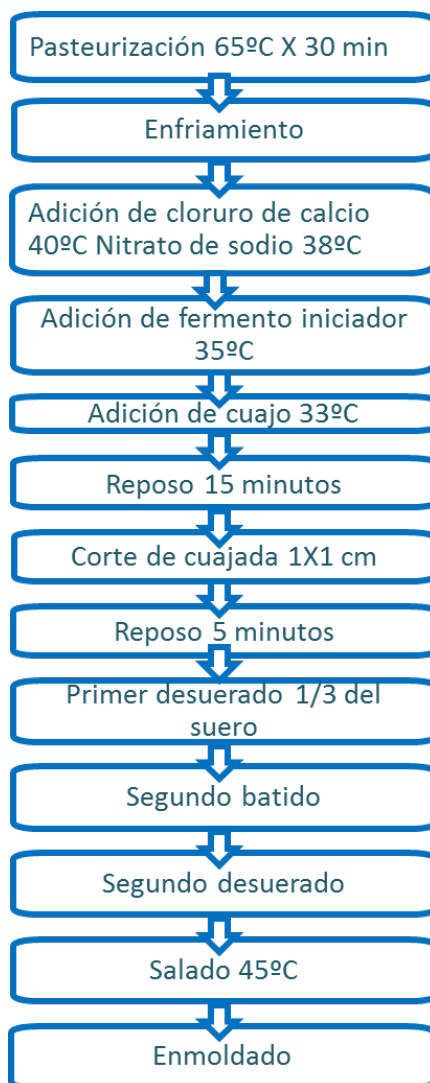 Pasteurización 65ºC X 30 min
Enfriamiento
Adición de cloruro de calcio
40ºC Nitrato de sodio 38ºC
Adición de fermento iniciador
35ºC
Adición de cuajo 33ºC
Reposo 15 minutos
Corte de cuajada 1X1 cm
Reposo 5 minutos
Primer desuerado 1/3 del
suero
Segundo batido
Segundo desuerado
Salado 45ºC
Enmoldado